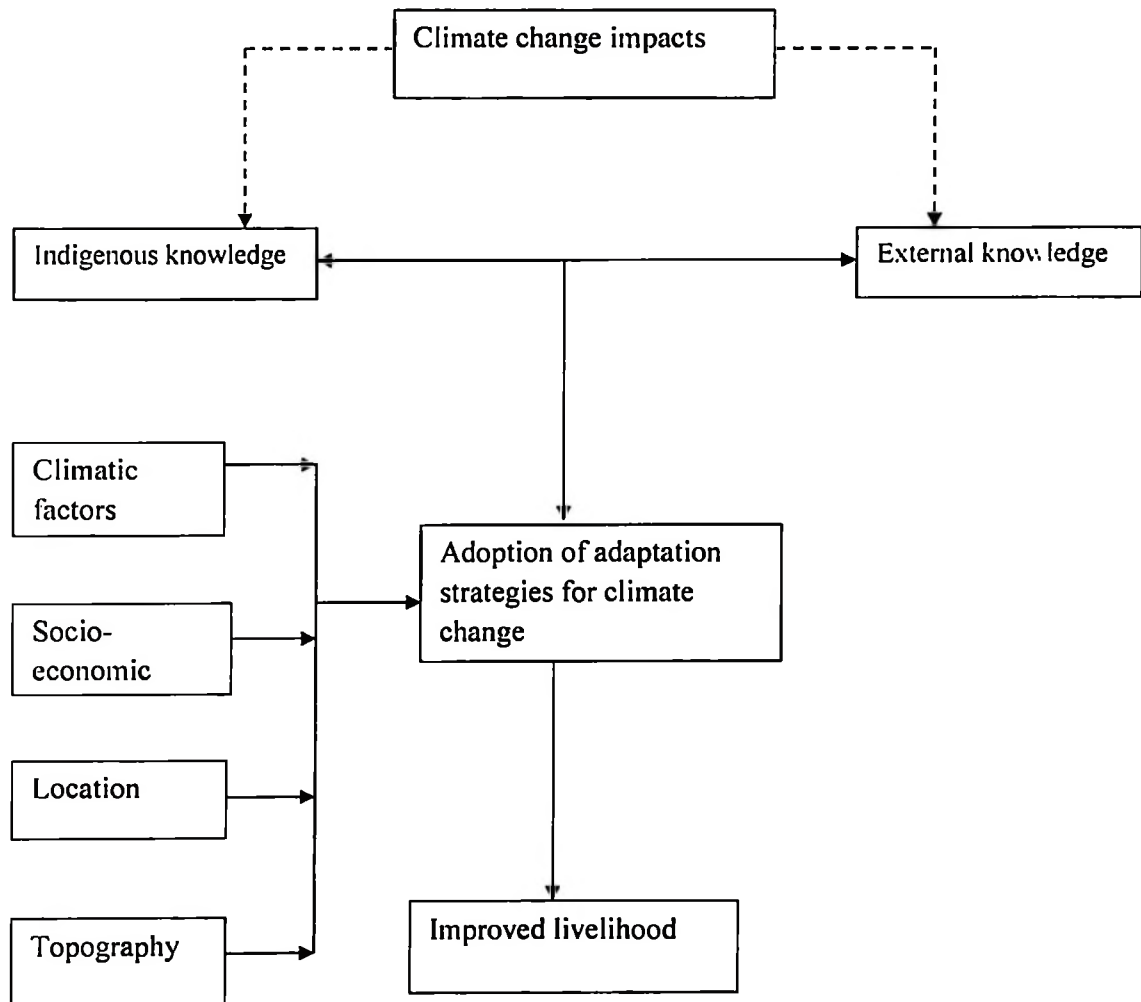 Climate change impacts
Indigenous knowledge
External knowledge
Climatic
factors
Adoption of adaptation
strategies for climate
change
Socio-
economic
Location
Improved livelihood
Topography